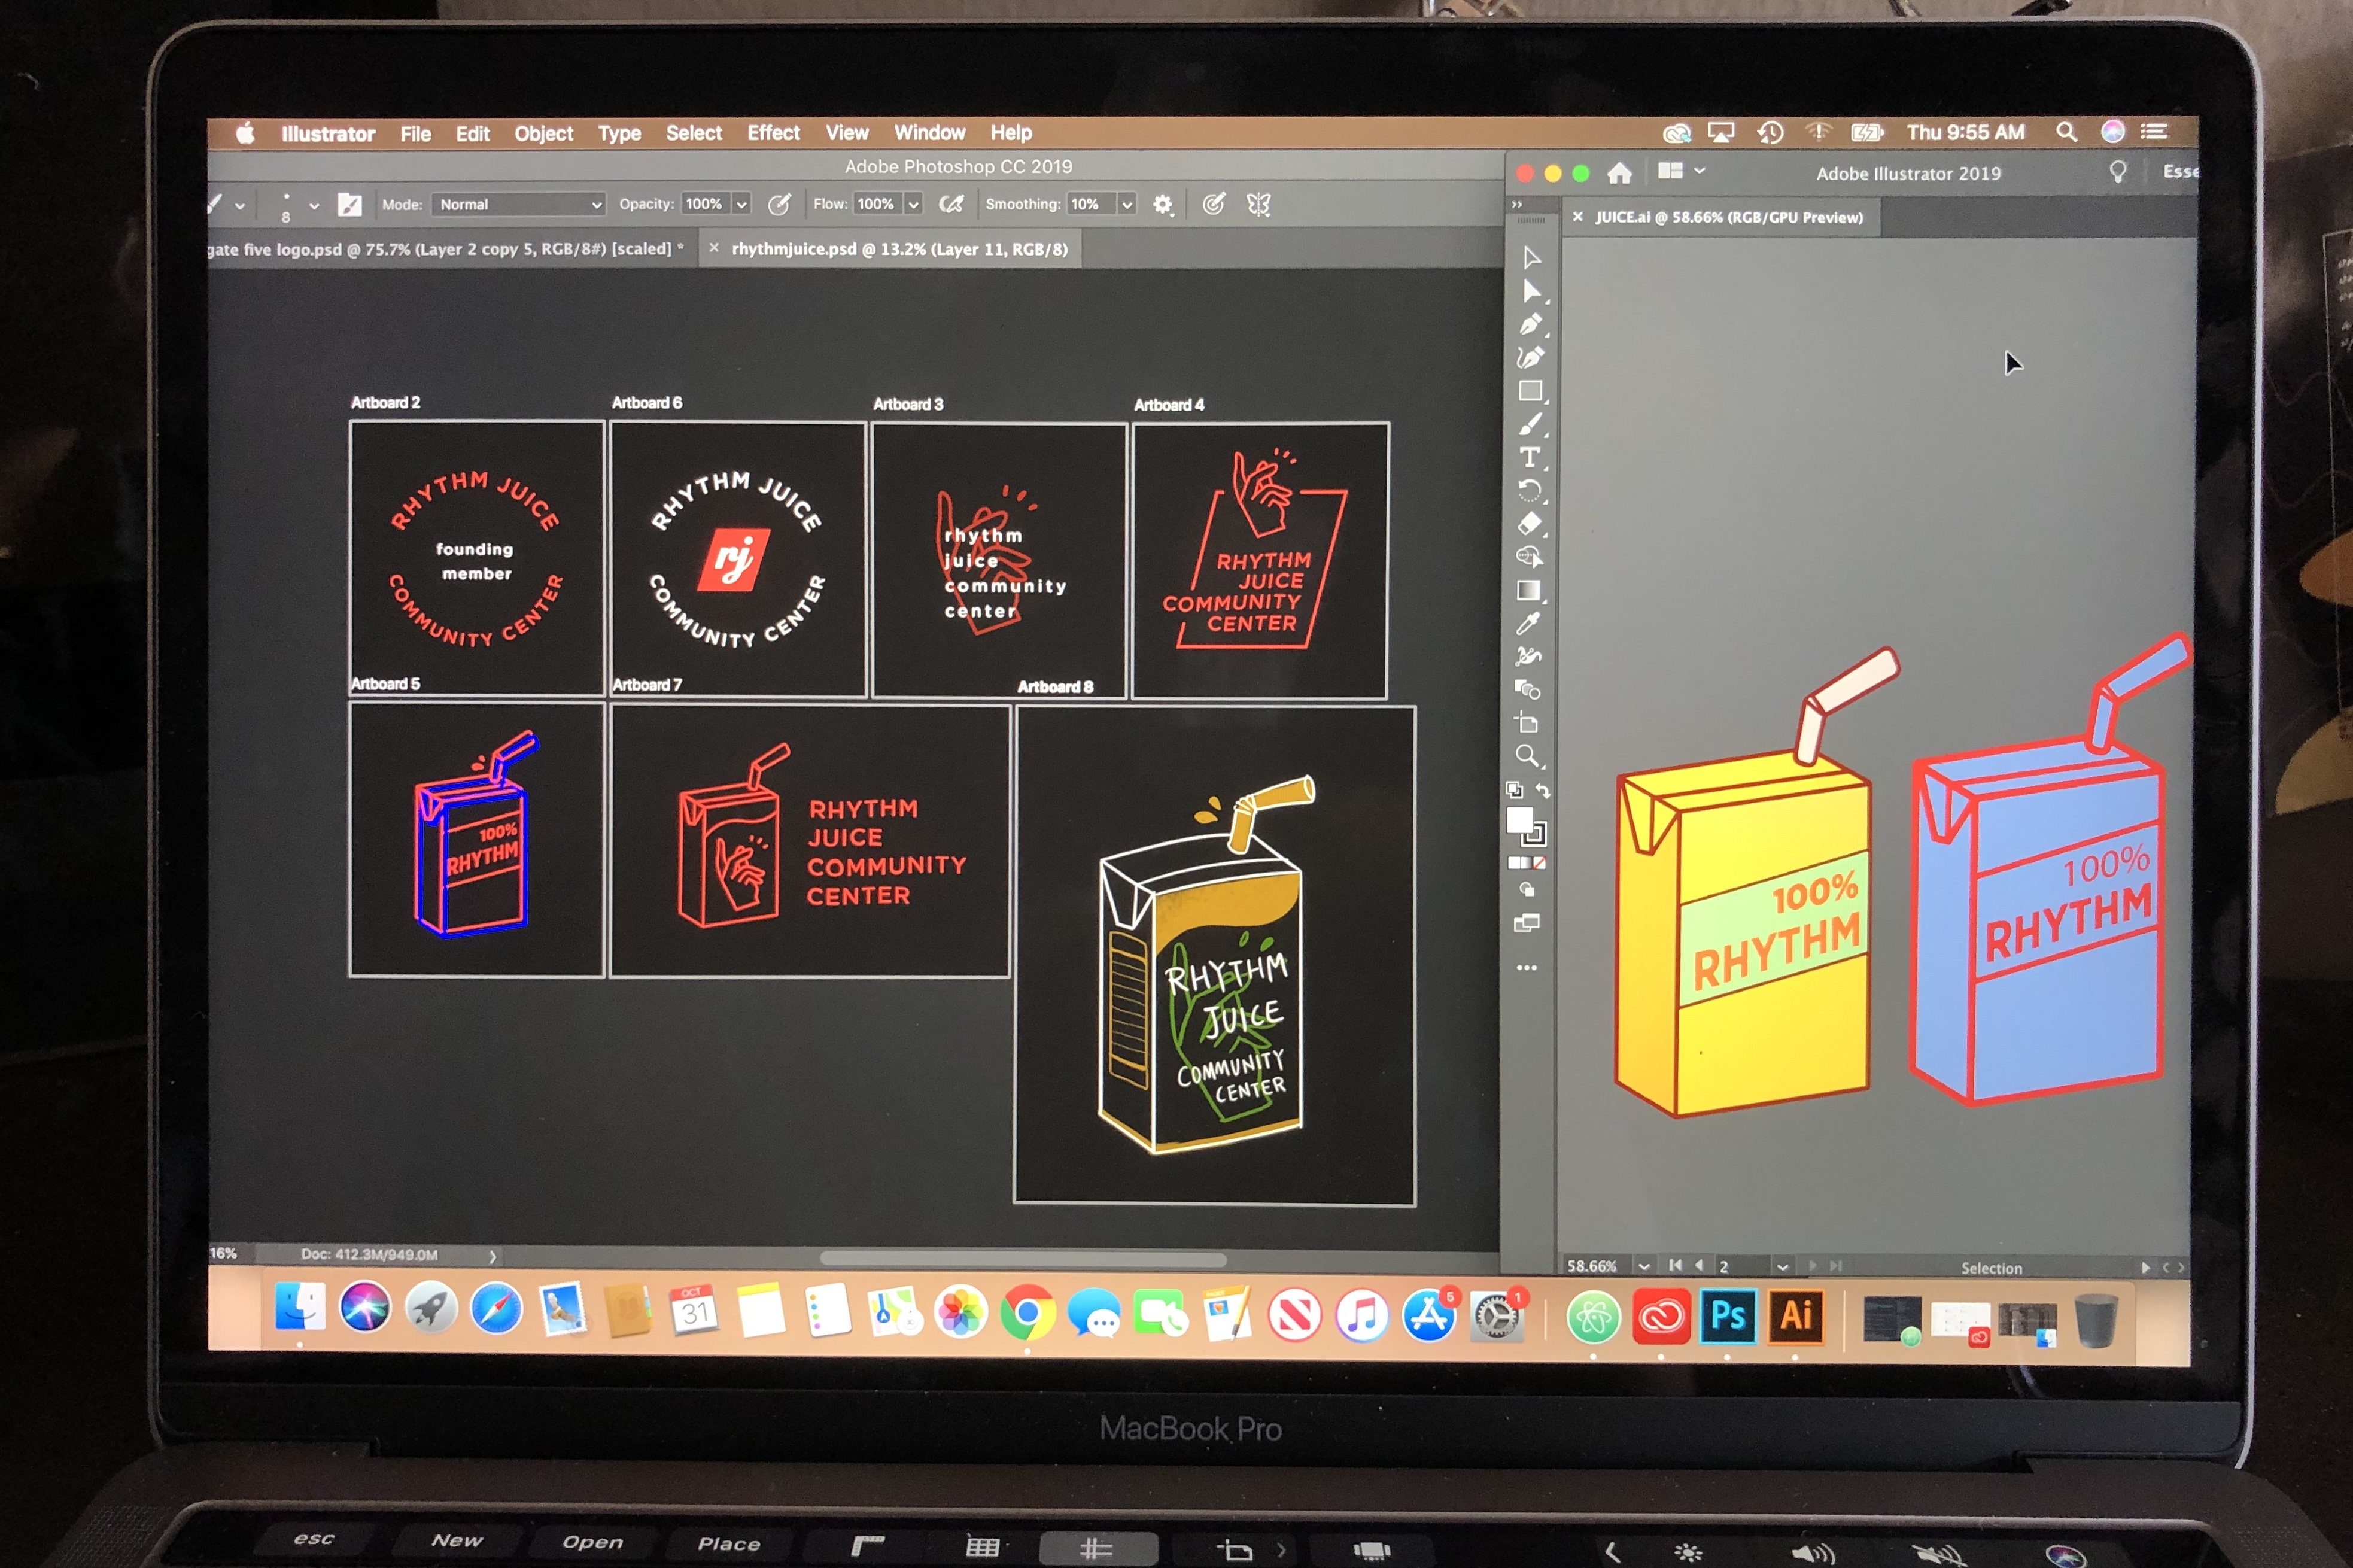 Illustrator File Edit Object Type Select Effect View Window Help
Thu 9:55 AM
Adobe Photoshop CC 2019
8
Mode: Normal
Opacity: 100%
Flow: 100%
Smoothing: 10%
gate five logo.psd @ 75.7% (Layer 2 copy 5, RGB/8#) [scaled] *
× rhythmjuice.psd @ 13.2% (Layer 11, RGB/8)
Artboard 2
RHYTHM JUICE
founding
member
COMMUNITY CENTER
Artboard 6
RHYTHM JUICE
rj
COMMUNITY CENTER
Artboard 3
rhythm
juice
community
center
Artboard 4
RHYTHM
JUICE
COMMUNITY
CENTER
Artboard 5
100%
RHYTHM
Artboard 7
RHYTHM
JUICE
COMMUNITY
CENTER
Artboard 8
RHYTHM
JUICE
COMMUNITY
CENTER
16%
Doc: 412.3M/949.0M
Adobe Illustrator 2019
Esse
× JUICE.ai @ 58.66% (RGB/GPU Preview)
T
100%
RHYTHM
100%
RHYTHM
58.66%
2
Selection
OCT
31
5
1
Ps
Ai
MacBook Pro
esc
New
Open
Place